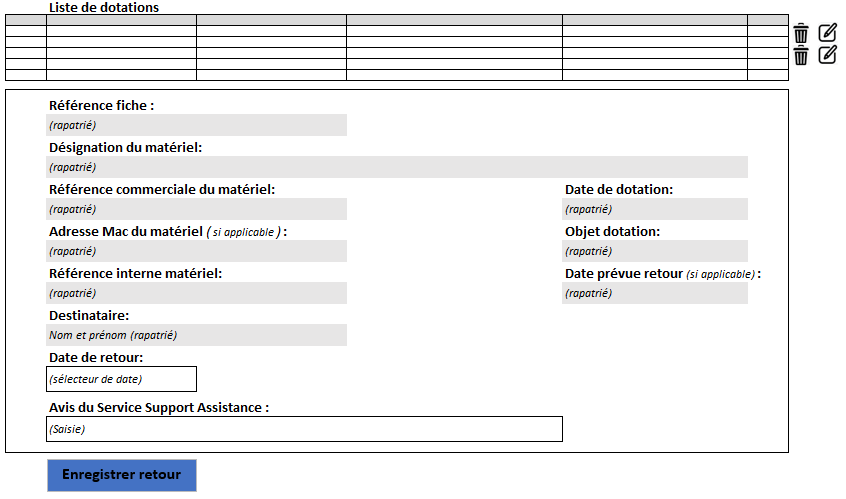 Liste de dotations
Référence fiche :
(rapatrié)
Désignation du matériel:
(rapatrié)
Référence commerciale du matériel:
Date de dotation:
(rapatrié)
(rapatrié)
Adresse Mac du matériel ( si applicable ) :
Objet dotation:
(rapatrié)
(rapatrié)
Référence interne matériel:
Date prévue retour (si applicable) :
(rapatrié)
(rapatrié)
Destinataire:
Nom et prénom (rapatrié)
Date de retour:
(sélecteur de date)
Avis du Service Support Assistance :
(Saisie)
Enregistrer retour